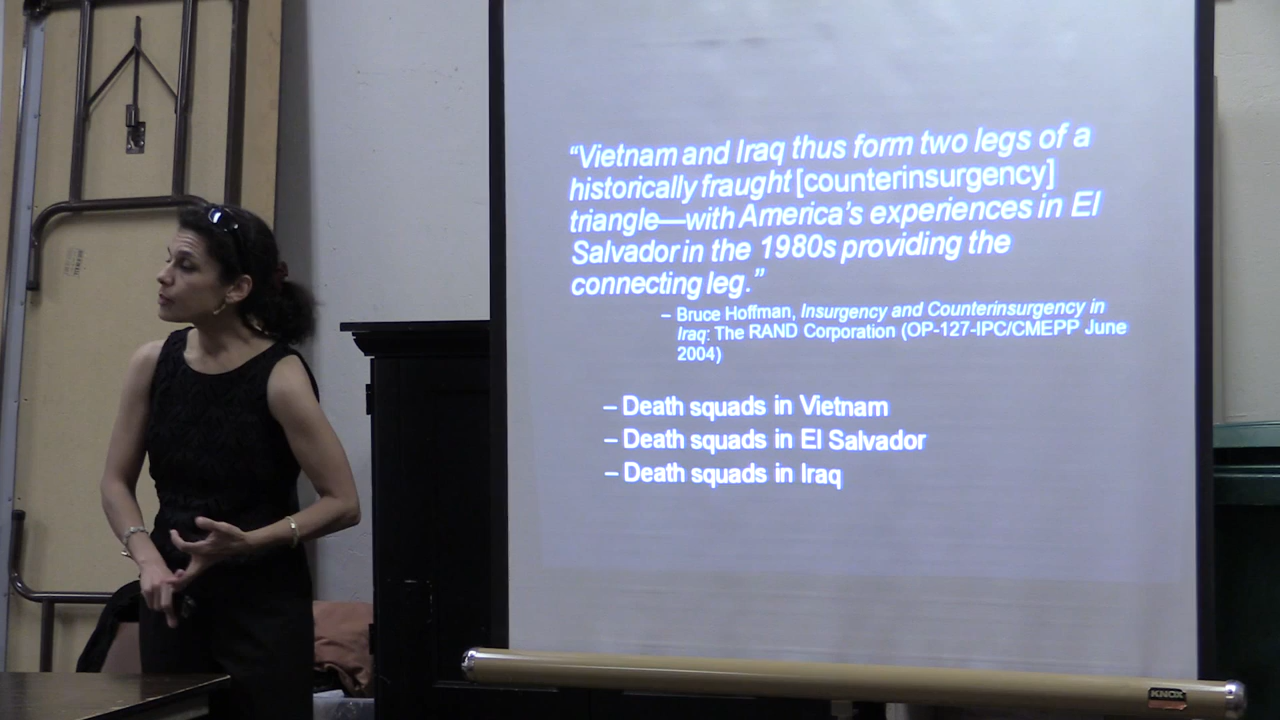 “Vietnam and Iraq thus form two legs of a
historically fraught [counterinsurgency]
triangle—with America’s experiences in El
Salvador in the 1980s providing the
connecting leg.”
– Bruce Hoffman, Insurgency and Counterinsurgency in
Iraq: The RAND Corporation (OP-127-IPC/CMEPP June
2004)
– Death squads in Vietnam
– Death squads in El Salvador
– Death squads in Iraq
KNOX